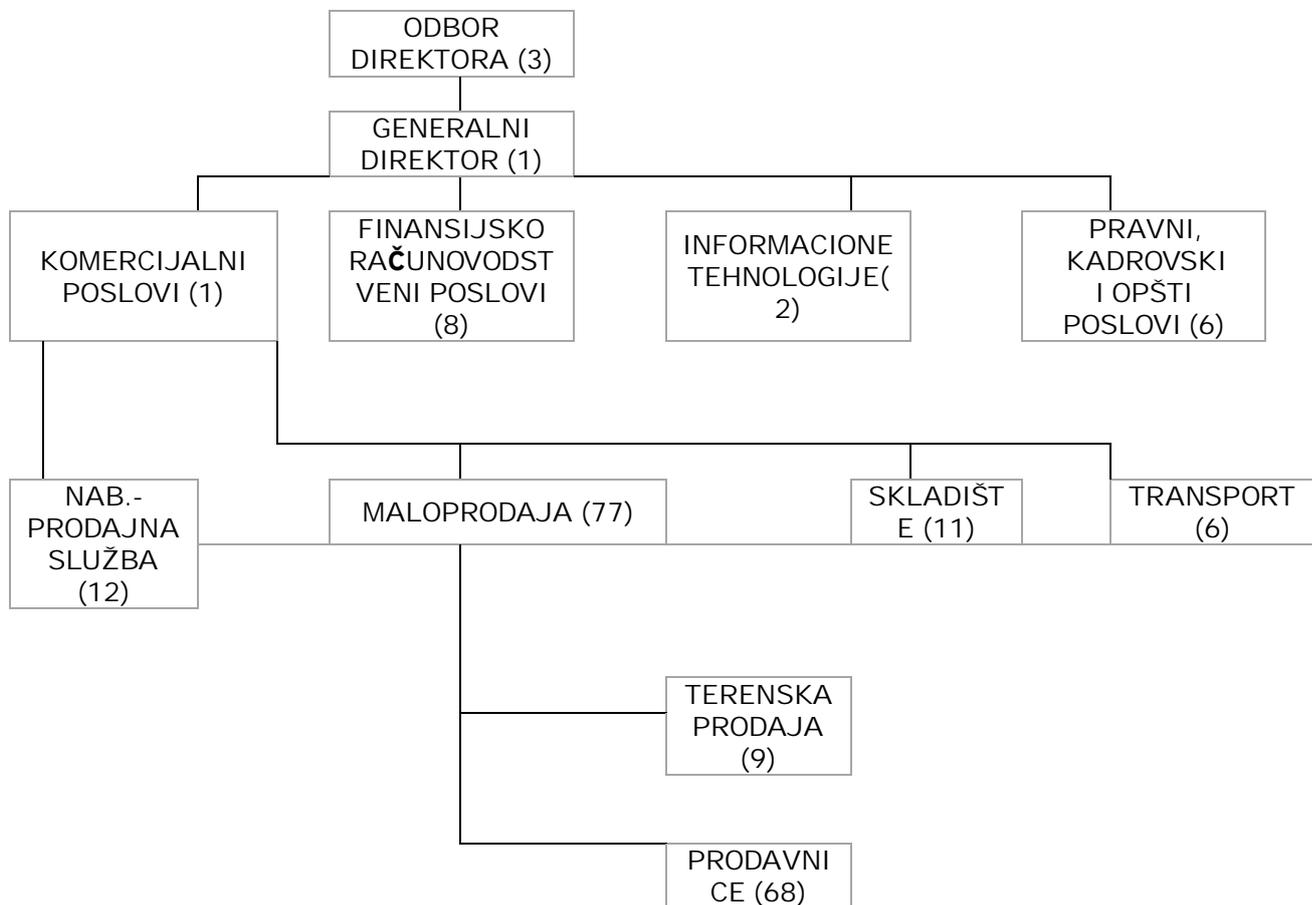 ODBOR
DIREKTORA (3)
GENERALNI
DIREKTOR (1)
KOMERCIJALNI
POSLOVI (1)
FINANSIJSKO
RAČUNOVODST
VENI POSLOVI
(8)
INFORMACIONE
TEHNOLOGIJE(
2)
PRAVNI,
KADROVSKI
I OPŠTI
POSLOVI (6)
NAB.-
PRODAJNA
SLUŽBA
(12)
MALOPRODAJA (77)
SKLADIŠT
E (11)
TRANSPORT
(6)
TERENSKA
PRODAJA
(9)
PRODAVNI
CE (68)